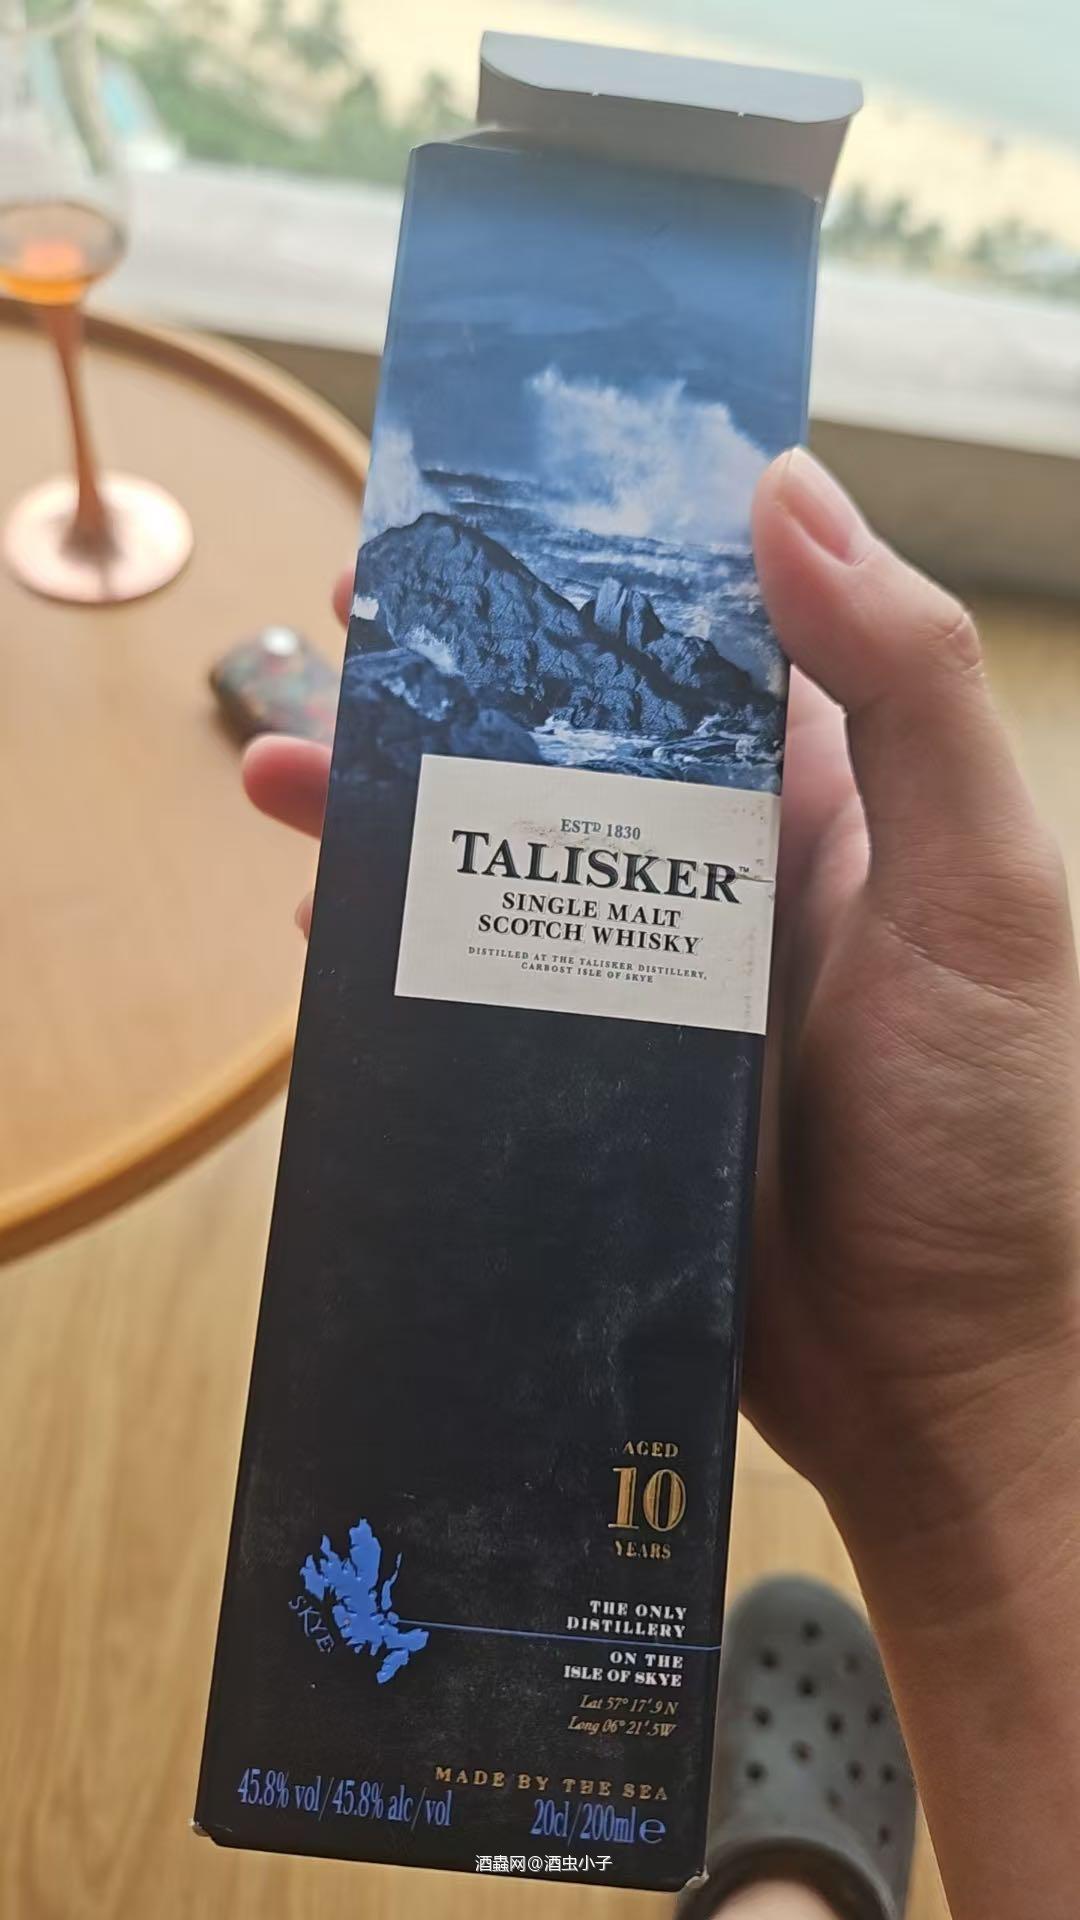 ESTD 1830
TALISKER™
SINGLE MALT
SCOTCH WHISKY
DISTILLED AT THE TALISKER DISTILLERY,
CARBOST ISLE OF SKYE
AGED
10
YEARS
SKYE
THE ONLY
DISTILLERY
ON THE
ISLE OF SKYE
Lat 57° 17'.9 N
Long 06° 21'.5W
MADE BY THE SEA
45.8% vol/45.8% alc/vol 20cl/200ml e
酒蟲网@酒虫小子